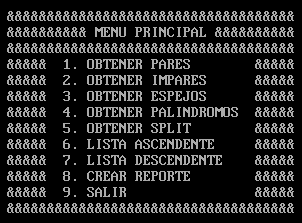 &&&&&&&&&&&&&&&&&&&&&&&&&&&&&&&&&&&
&&&&&&&&&& MENU PRINCIPAL &&&&&&&&&&
&&&&&&&&&&&&&&&&&&&&&&&&&&&&&&&&&&&
&&&&& 1. OBTENER PARES &&&&&
&&&&& 2. OBTENER IMPARES &&&&&
&&&&& 3. OBTENER ESPEJOS &&&&&
&&&&& 4. OBTENER PALINDROMOS &&&&&
&&&&& 5. OBTENER SPLIT &&&&&
&&&&& 6. LISTA ASCENDENTE &&&&&
&&&&& 7. LISTA DESCENDENTE &&&&&
&&&&& 8. CREAR REPORTE &&&&&
&&&&& 9. SALIR &&&&&
&&&&&&&&&&&&&&&&&&&&&&&&&&&&&&&&&&&